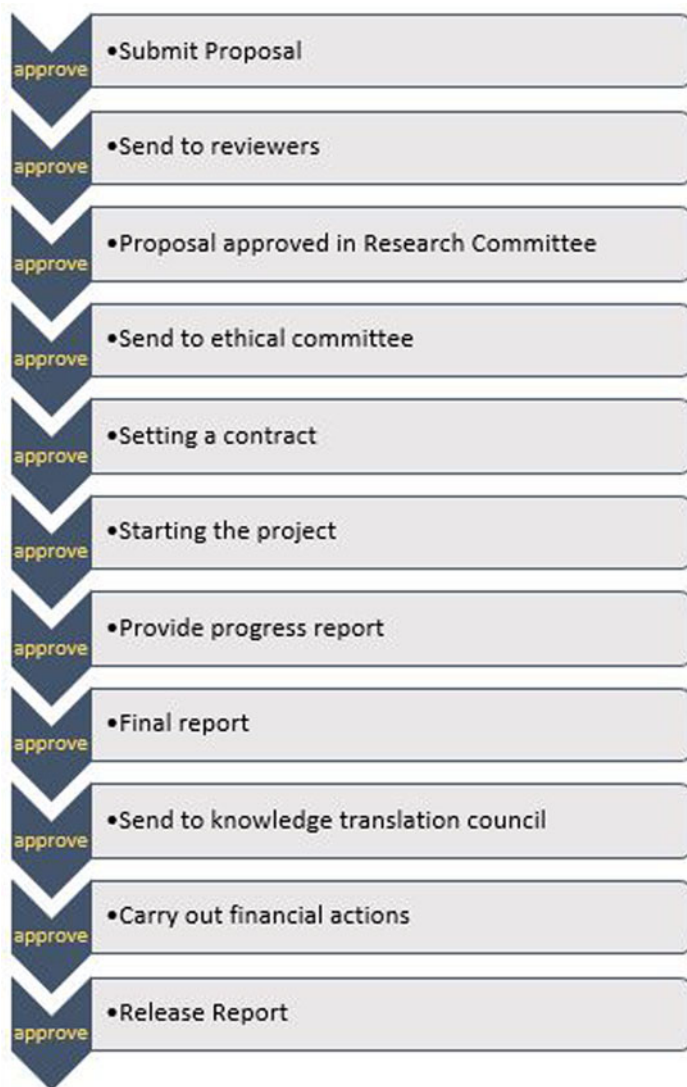 approve
•Submit Proposal
approve
•Send to reviewers
approve
•Proposal approved in Research Committee
approve
•Send to ethical committee
approve
•Setting a contract
approve
•Starting the project
approve
•Provide progress report
approve
•Final report
approve
•Send to knowledge translation council
approve
•Carry out financial actions
approve
•Release Report